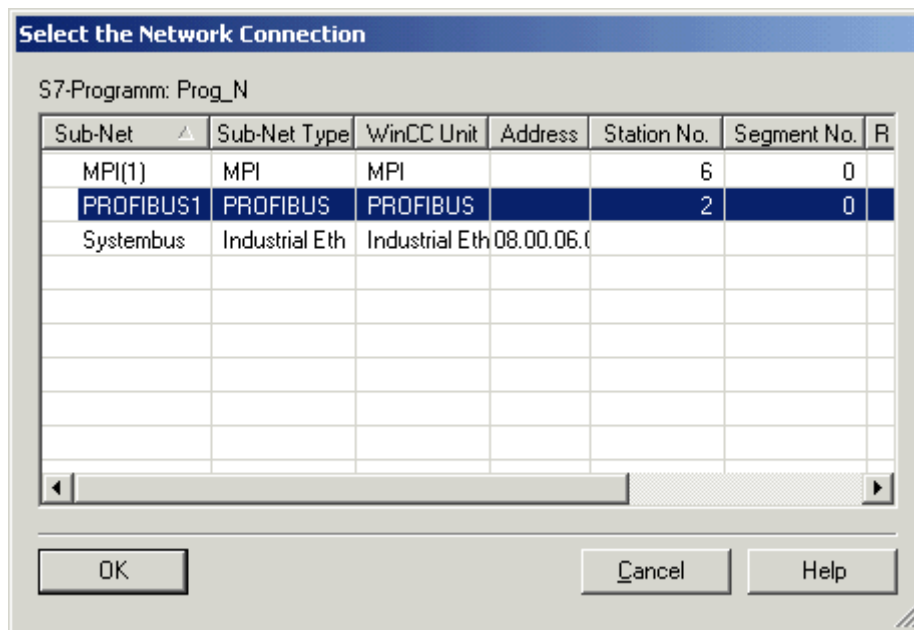 Select the Network Connection
S7-Programm: Prog_N
Sub-Net Sub-Net Type WinCC Unit Address Station No. Segment No. R
MPI(1) MPI MPI 6 0
PROFIBUS1 PROFIBUS PROFIBUS 2 0
Systembus Industrial Eth Industrial Eth 08.00.06.0
OK Cancel Help